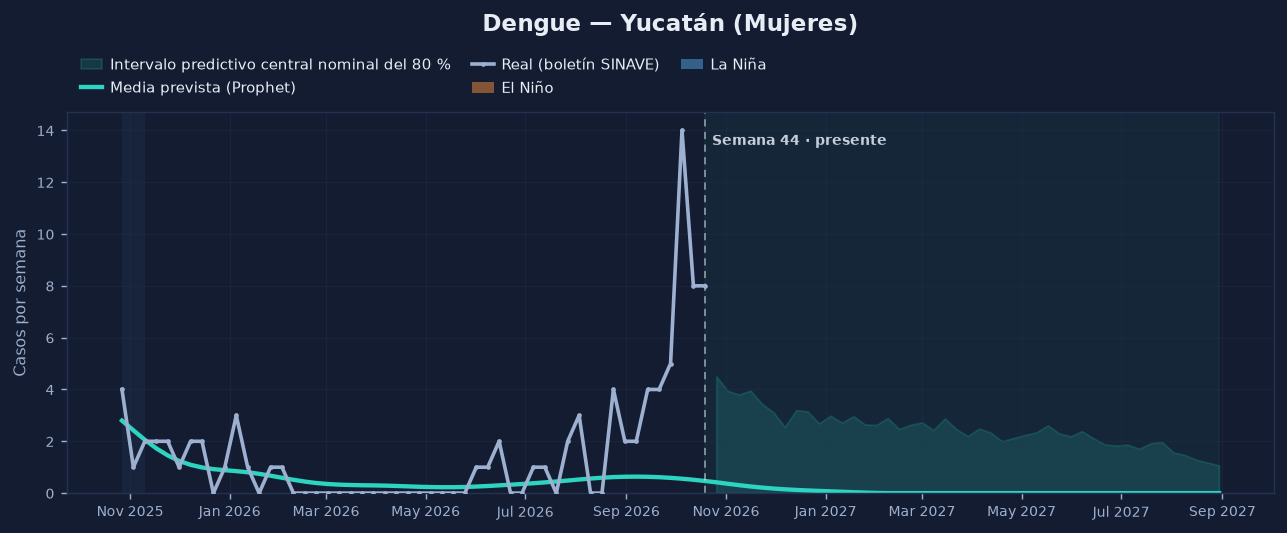 Dengue — Yucatán (Mujeres)
Intervalo predictivo central nominal del 80 %
Real (boletín SINAVE)
La Niña
Media prevista (Prophet)
El Niño
Semana 44 · presente
Casos por semana
14
12
10
8
6
4
2
0
Nov 2025
Jan 2026
Mar 2026
May 2026
Jul 2026
Sep 2026
Nov 2026
Jan 2027
Mar 2027
May 2027
Jul 2027
Sep 2027